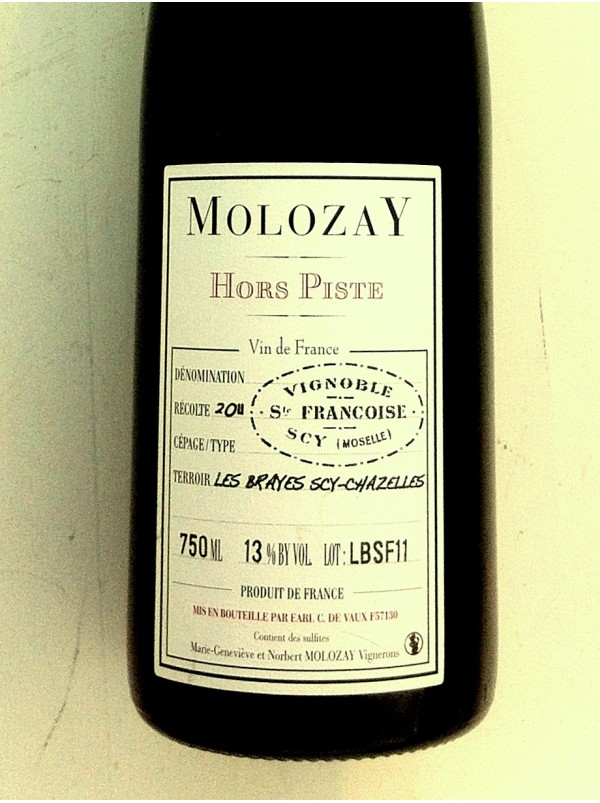 MOLOZAY
HORS PISTE
Vin de France
DÉNOMINATION
VIGNOBLE
Ste FRANCOISE
SCY (MOSELLE)
RÉCOLTE 2011
CÉPAGE / TYPE
TERROIR LES BRAYES SCY-CHAZELLES
750 ML 13 % BY VOL. LOT : LBSF11
PRODUIT DE FRANCE
MIS EN BOUTEILLE PAR EARL C. DE VAUX F57130
Contient des sulfites
Marie-Geneviève et Norbert MOLOZAY Vignerons